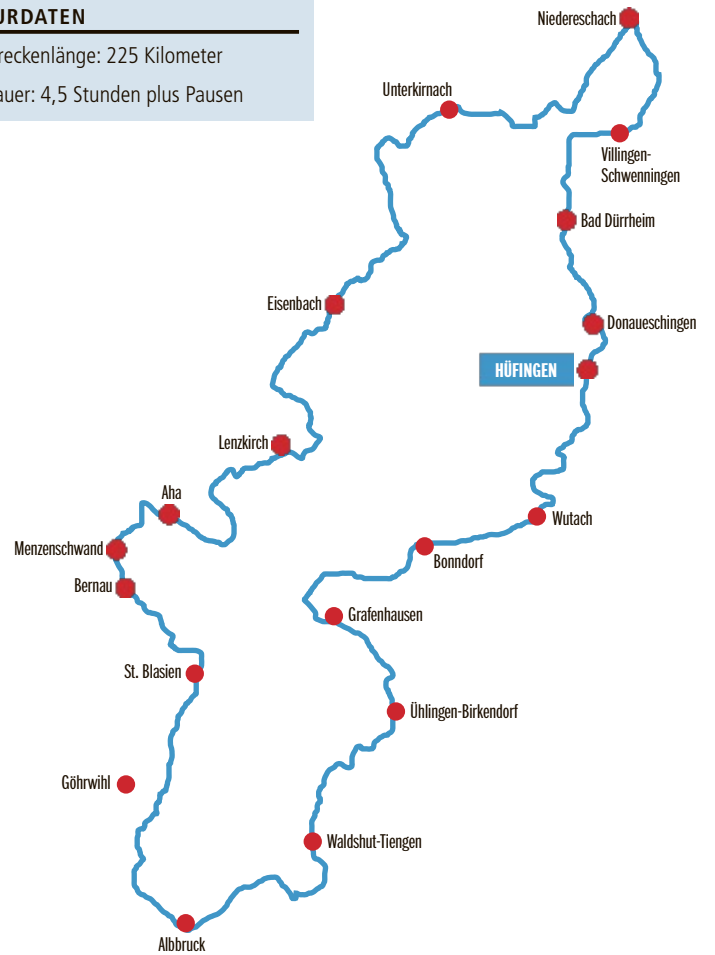 URDATEN
reckenlänge: 225 Kilometer
auer: 4,5 Stunden plus Pausen
Niedereschach
Unterkirnach
Villingen-
Schwenningen
Bad Dürrheim
Eisenbach
Donaueschingen
HÜFINGEN
Lenzkirch
Aha
Wutach
Menzenschwand
Bonndorf
Bernau
Grafenhausen
St. Blasien
Ühlingen-Birkendorf
Göhrwihl
Waldshut-Tiengen
Albbruck